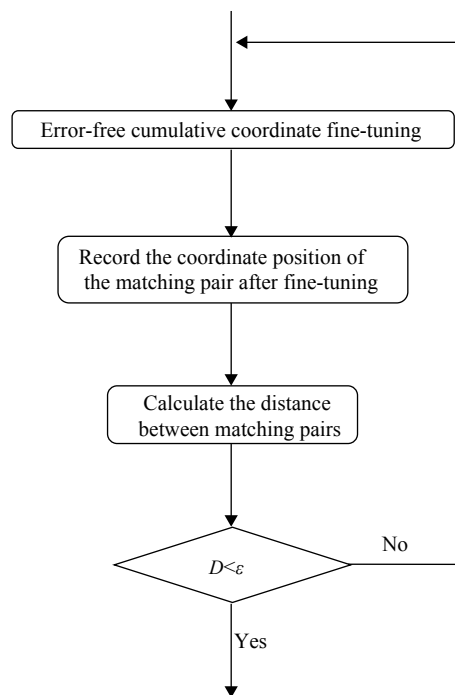 Error-free cumulative coordinate fine-tuning
Record the coordinate position of
the matching pair after fine-tuning
Calculate the distance
between matching pairs
D<ε
No
Yes